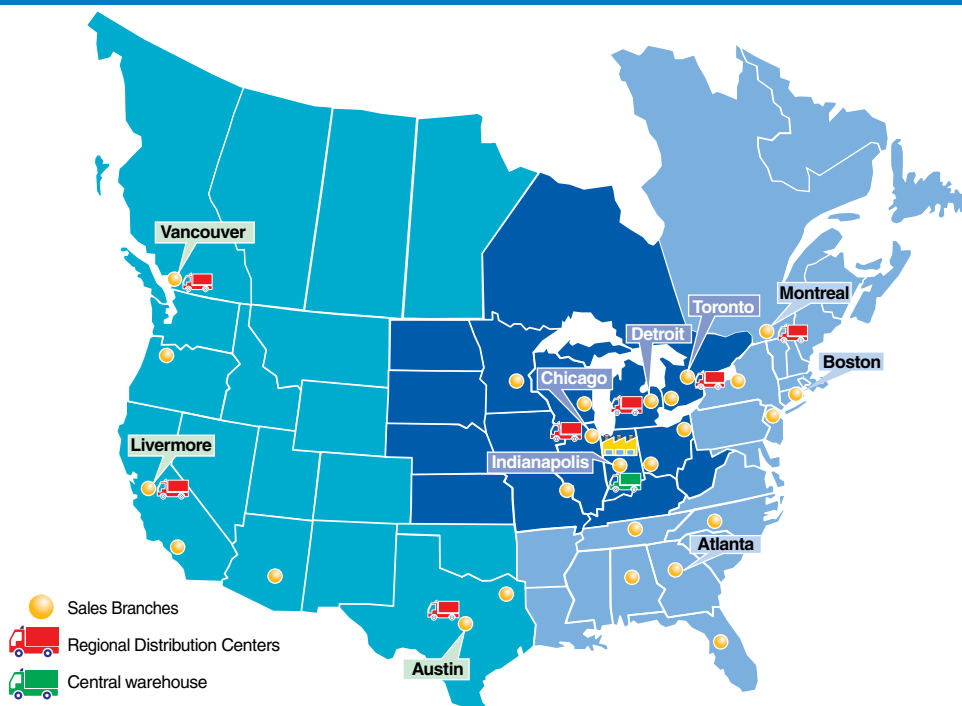 Vancouver
Montreal
Toronto
Detroit
Boston
Chicago
Livermore
Indianapolis
Atlanta
Sales Branches
Regional Distribution Centers
Austin
Central warehouse